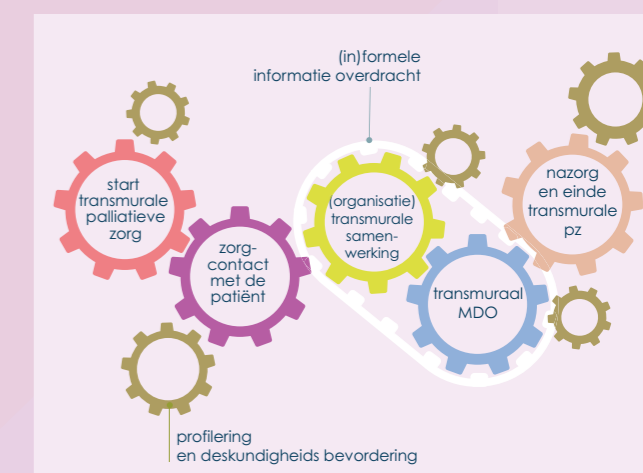 (in)formele
informatie overdracht
start
transmurale
palliatieve
zorg
zorg-
contact
met de
patiënt
(organisatie)
transmurale
samen-
werking
transmuraal
MDO
nazorg
en einde
transmurale
pz
profilering
en deskundigheids bevordering